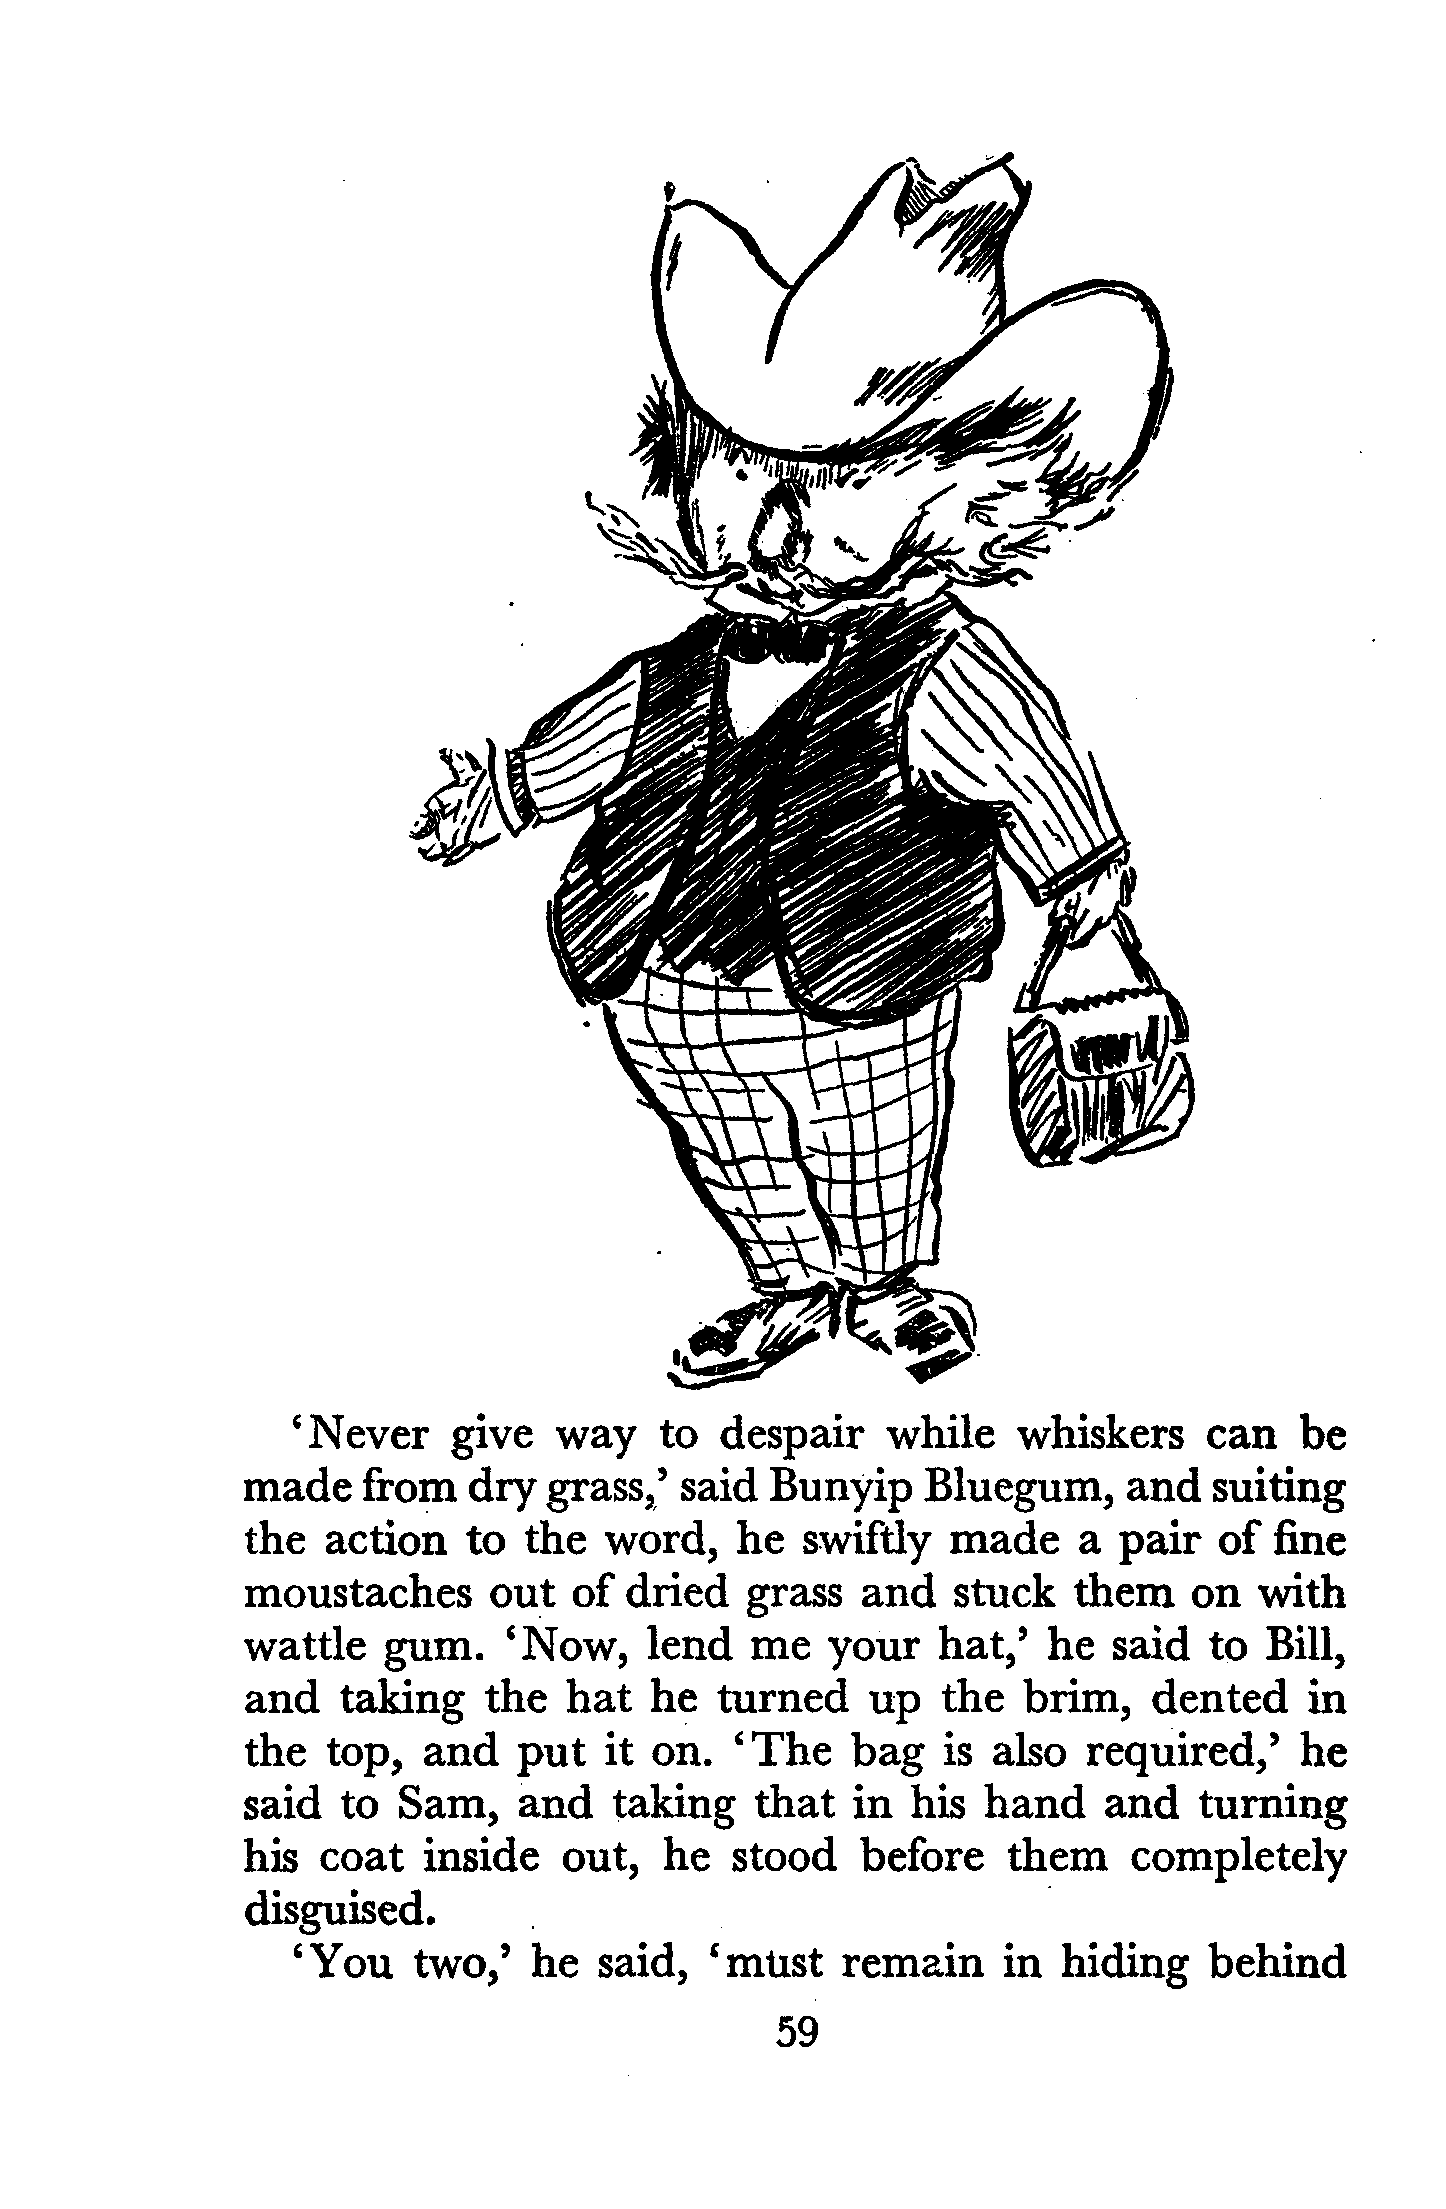 ‘Never give way to despair while whiskers can be
made from dry grass,’ said Bunyip Bluegum, and suiting
the action to the word, he swiftly made a pair of fine
moustaches out of dried grass and stuck them on with
wattle gum. ‘Now, lend me your hat,’ he said to Bill,
and taking the hat he turned up the brim, dented in
the top, and put it on. ‘The bag is also required,’ he
said to Sam, and taking that in his hand and turning
his coat inside out, he stood before them completely
disguised.
‘You two,’ he said, ‘must remain in hiding behind
59